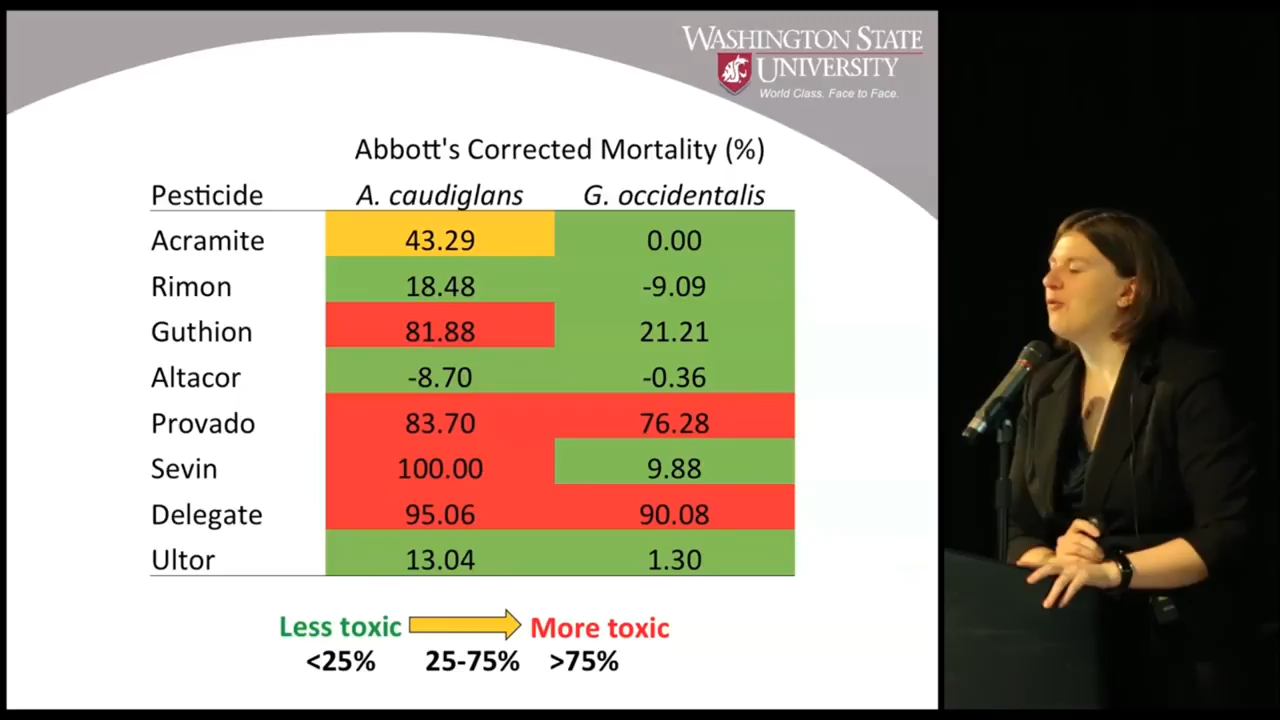 WASHINGTON STATE
UNIVERSITY
World Class. Face to Face.
Abbott's Corrected Mortality (%)
Pesticide A. caudiglans G. occidentalis
Acramite 43.29 0.00
Rimon 18.48 -9.09
Guthion 81.88 21.21
Altacor -8.70 -0.36
Provado 83.70 76.28
Sevin 100.00 9.88
Delegate 95.06 90.08
Ultor 13.04 1.30
Less toxic More toxic
<25% 25-75% >75%